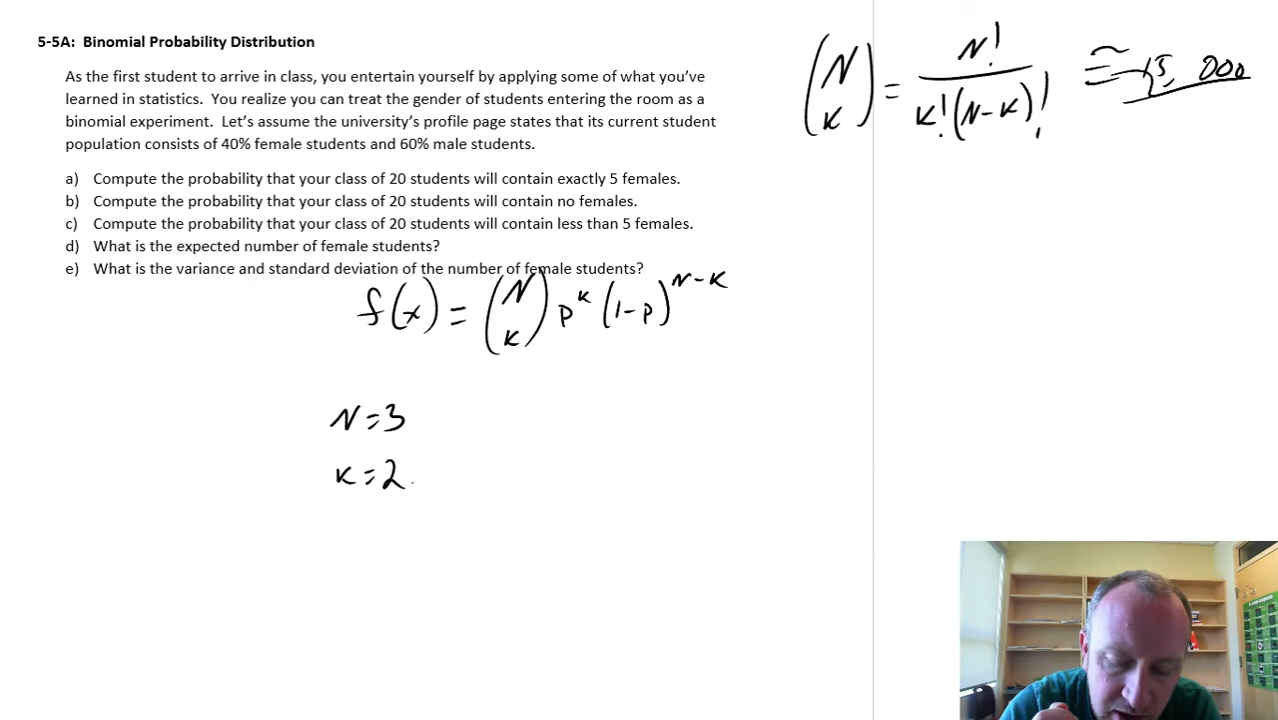 5-5A: Binomial Probability Distribution
As the first student to arrive in class, you entertain yourself by applying some of what you've
learned in statistics. You realize you can treat the gender of students entering the room as a
binomial experiment. Let's assume the university's profile page states that its current student
population consists of 40% female students and 60% male students.
a) Compute the probability that your class of 20 students will contain exactly 5 females.
b) Compute the probability that your class of 20 students will contain no females.
c) Compute the probability that your class of 20 students will contain less than 5 females.
d) What is the expected number of female students?
e) What is the variance and standard deviation of the number of female students?
(N K) = N! / K!(N-K)! ≅ 15,000
f(x) = (N K) p^K (1-p)^N-K
N=3
K=2